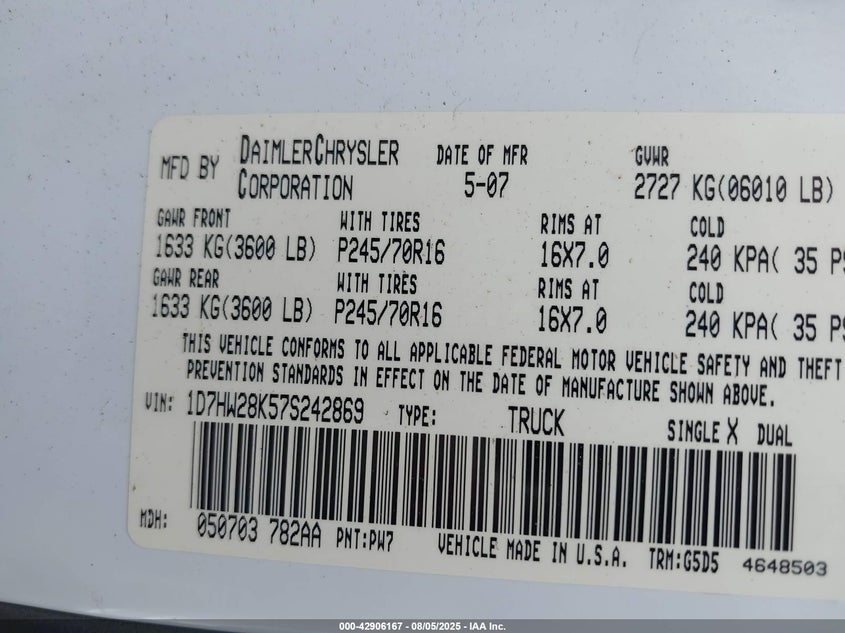 MFD BY DAIMLERCHRYSLER CORPORATION DATE OF MFR 5-07 GVWR 2727 KG(06010 LB)
GAWR FRONT WITH TIRES RIMS AT COLD
1633 KG(3600 LB) P245/70R16 16X7.0 240 KPA( 35 PS
GAWR REAR WITH TIRES RIMS AT COLD
1633 KG(3600 LB) P245/70R16 16X7.0 240 KPA( 35 PS
THIS VEHICLE CONFORMS TO ALL APPLICABLE FEDERAL MOTOR VEHICLE SAFETY AND THEFT
PREVENTION STANDARDS IN EFFECT ON THE DATE OF MANUFACTURE SHOWN ABOVE.
VIN: 1D7HW28K57S242869 TYPE: TRUCK SINGLE X DUAL
MDH: 050703 782AA PNT:PW7 VEHICLE MADE IN U.S.A. TRM:G5D5 4648503
000-42906167 - 08/05/2025 - IAA Inc.